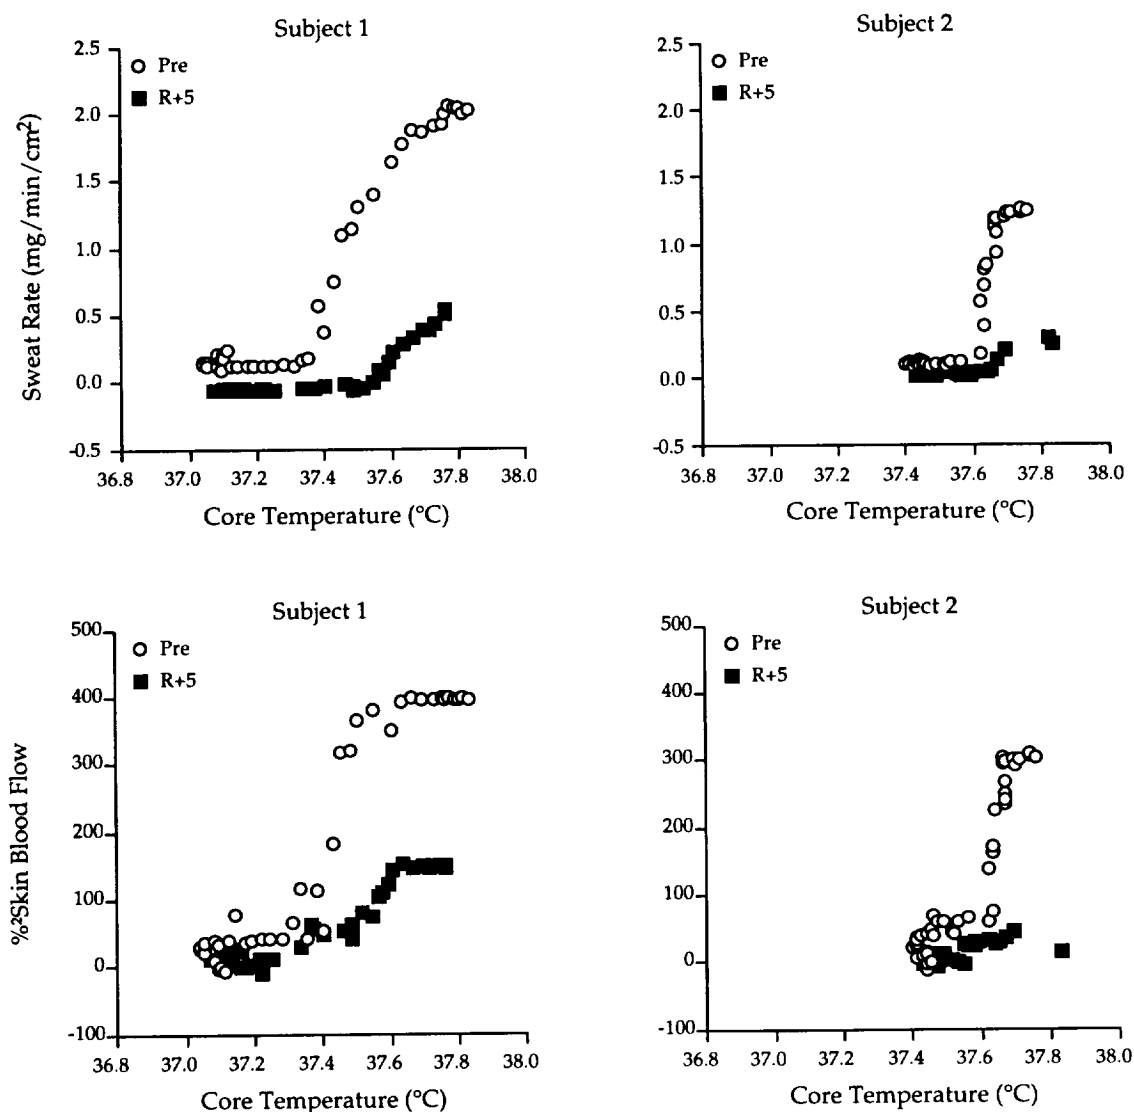 Subject 1
2.5
Pre
R+5
2.0
1.5
1.0
0.5
0.0
-0.5
36.8 37.0 37.2 37.4 37.6 37.8 38.0
Sweat Rate (mg/min/cm²)
Core Temperature (°C)
Subject 2
2.5
Pre
R+5
2.0
1.5
1.0
0.5
0.0
-0.5
36.8 37.0 37.2 37.4 37.6 37.8 38.0
Core Temperature (°C)
Subject 1
500
Pre
R+5
400
300
200
100
0
-100
36.8 37.0 37.2 37.4 37.6 37.8 38.0
%²Skin Blood Flow
Core Temperature (°C)
Subject 2
500
Pre
R+5
400
300
200
100
0
-100
36.8 37.0 37.2 37.4 37.6 37.8 38.0
Core Temperature (°C)